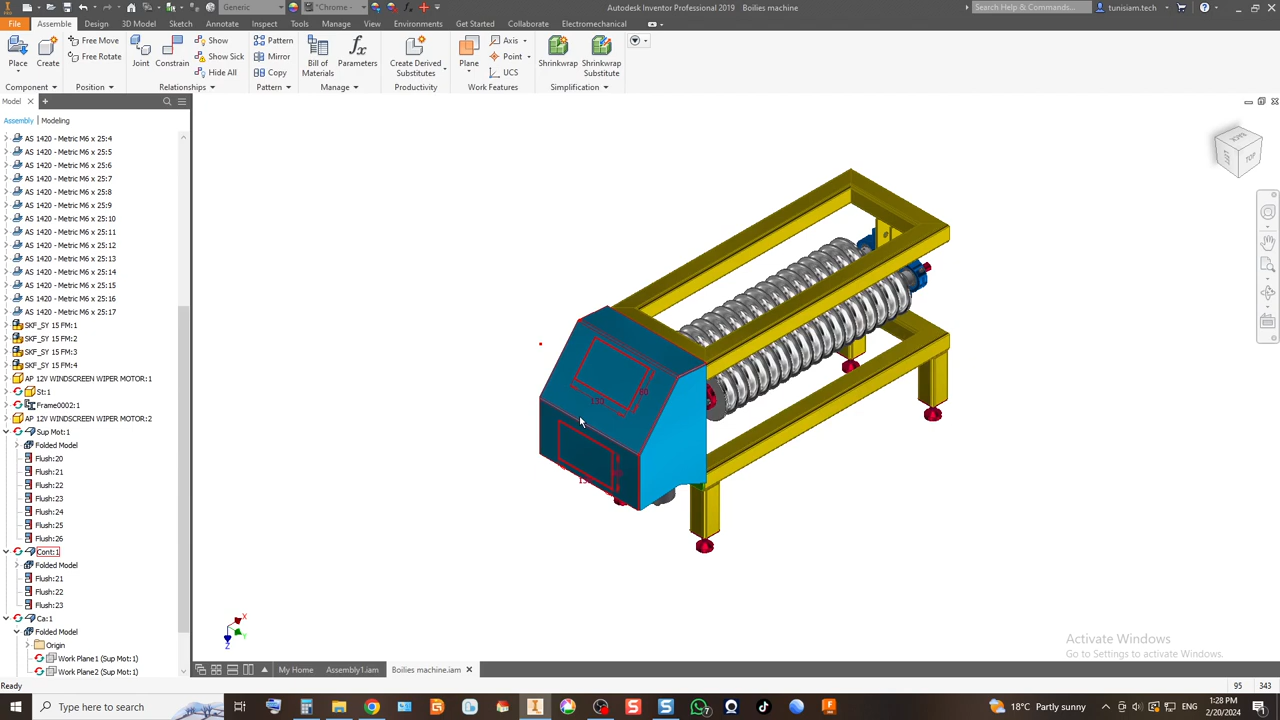 Generic
*Chrome
Autodesk Inventor Professional 2019 Boilies machine
Search Help & Commands...
tunisiam.tech
File Assemble Design 3D Model Sketch Annotate Inspect Tools Manage View Environments Get Started Collaborate Electromechanical
Place Create
Free Move
Free Rotate
Joint Constrain
Show
Show Sick
Hide All
Pattern
Mirror
Copy
Bill of Materials
Parameters
Create Derived Substitutes
Plane
Axis
Point
UCS
Shrinkwrap
Shrinkwrap Substitute
Component Position Relationships Pattern Manage Productivity Work Features Simplification
Model
Assembly Modeling
AS 1420 - Metric M6 x 25:4
AS 1420 - Metric M6 x 25:5
AS 1420 - Metric M6 x 25:6
AS 1420 - Metric M6 x 25:7
AS 1420 - Metric M6 x 25:8
AS 1420 - Metric M6 x 25:9
AS 1420 - Metric M6 x 25:10
AS 1420 - Metric M6 x 25:11
AS 1420 - Metric M6 x 25:12
AS 1420 - Metric M6 x 25:13
AS 1420 - Metric M6 x 25:14
AS 1420 - Metric M6 x 25:15
AS 1420 - Metric M6 x 25:16
AS 1420 - Metric M6 x 25:17
SKF_SY 15 FM:1
SKF_SY 15 FM:2
SKF_SY 15 FM:3
SKF_SY 15 FM:4
AP 12V WINDSCREEN WIPER MOTOR:1
St:1
Frame0002:1
AP 12V WINDSCREEN WIPER MOTOR:2
Sup Mot:1
Folded Model
Flush:20
Flush:21
Flush:22
Flush:23
Flush:24
Flush:25
Flush:26
Cont:1
Folded Model
Flush:21
Flush:22
Flush:23
Ca:1
Folded Model
Origin
Work Plane1 (Sup Mot:1)
Work Plane2 (Sup Mot:1)
BACK
LEFT
TOP
130
80
X
Y
Z
Activate Windows
Go to Settings to activate Windows.
My Home Assembly1.iam Boilies machine.iam
Ready
95 343
Type here to search
18°C Partly sunny
1:28 PM
2/20/2024